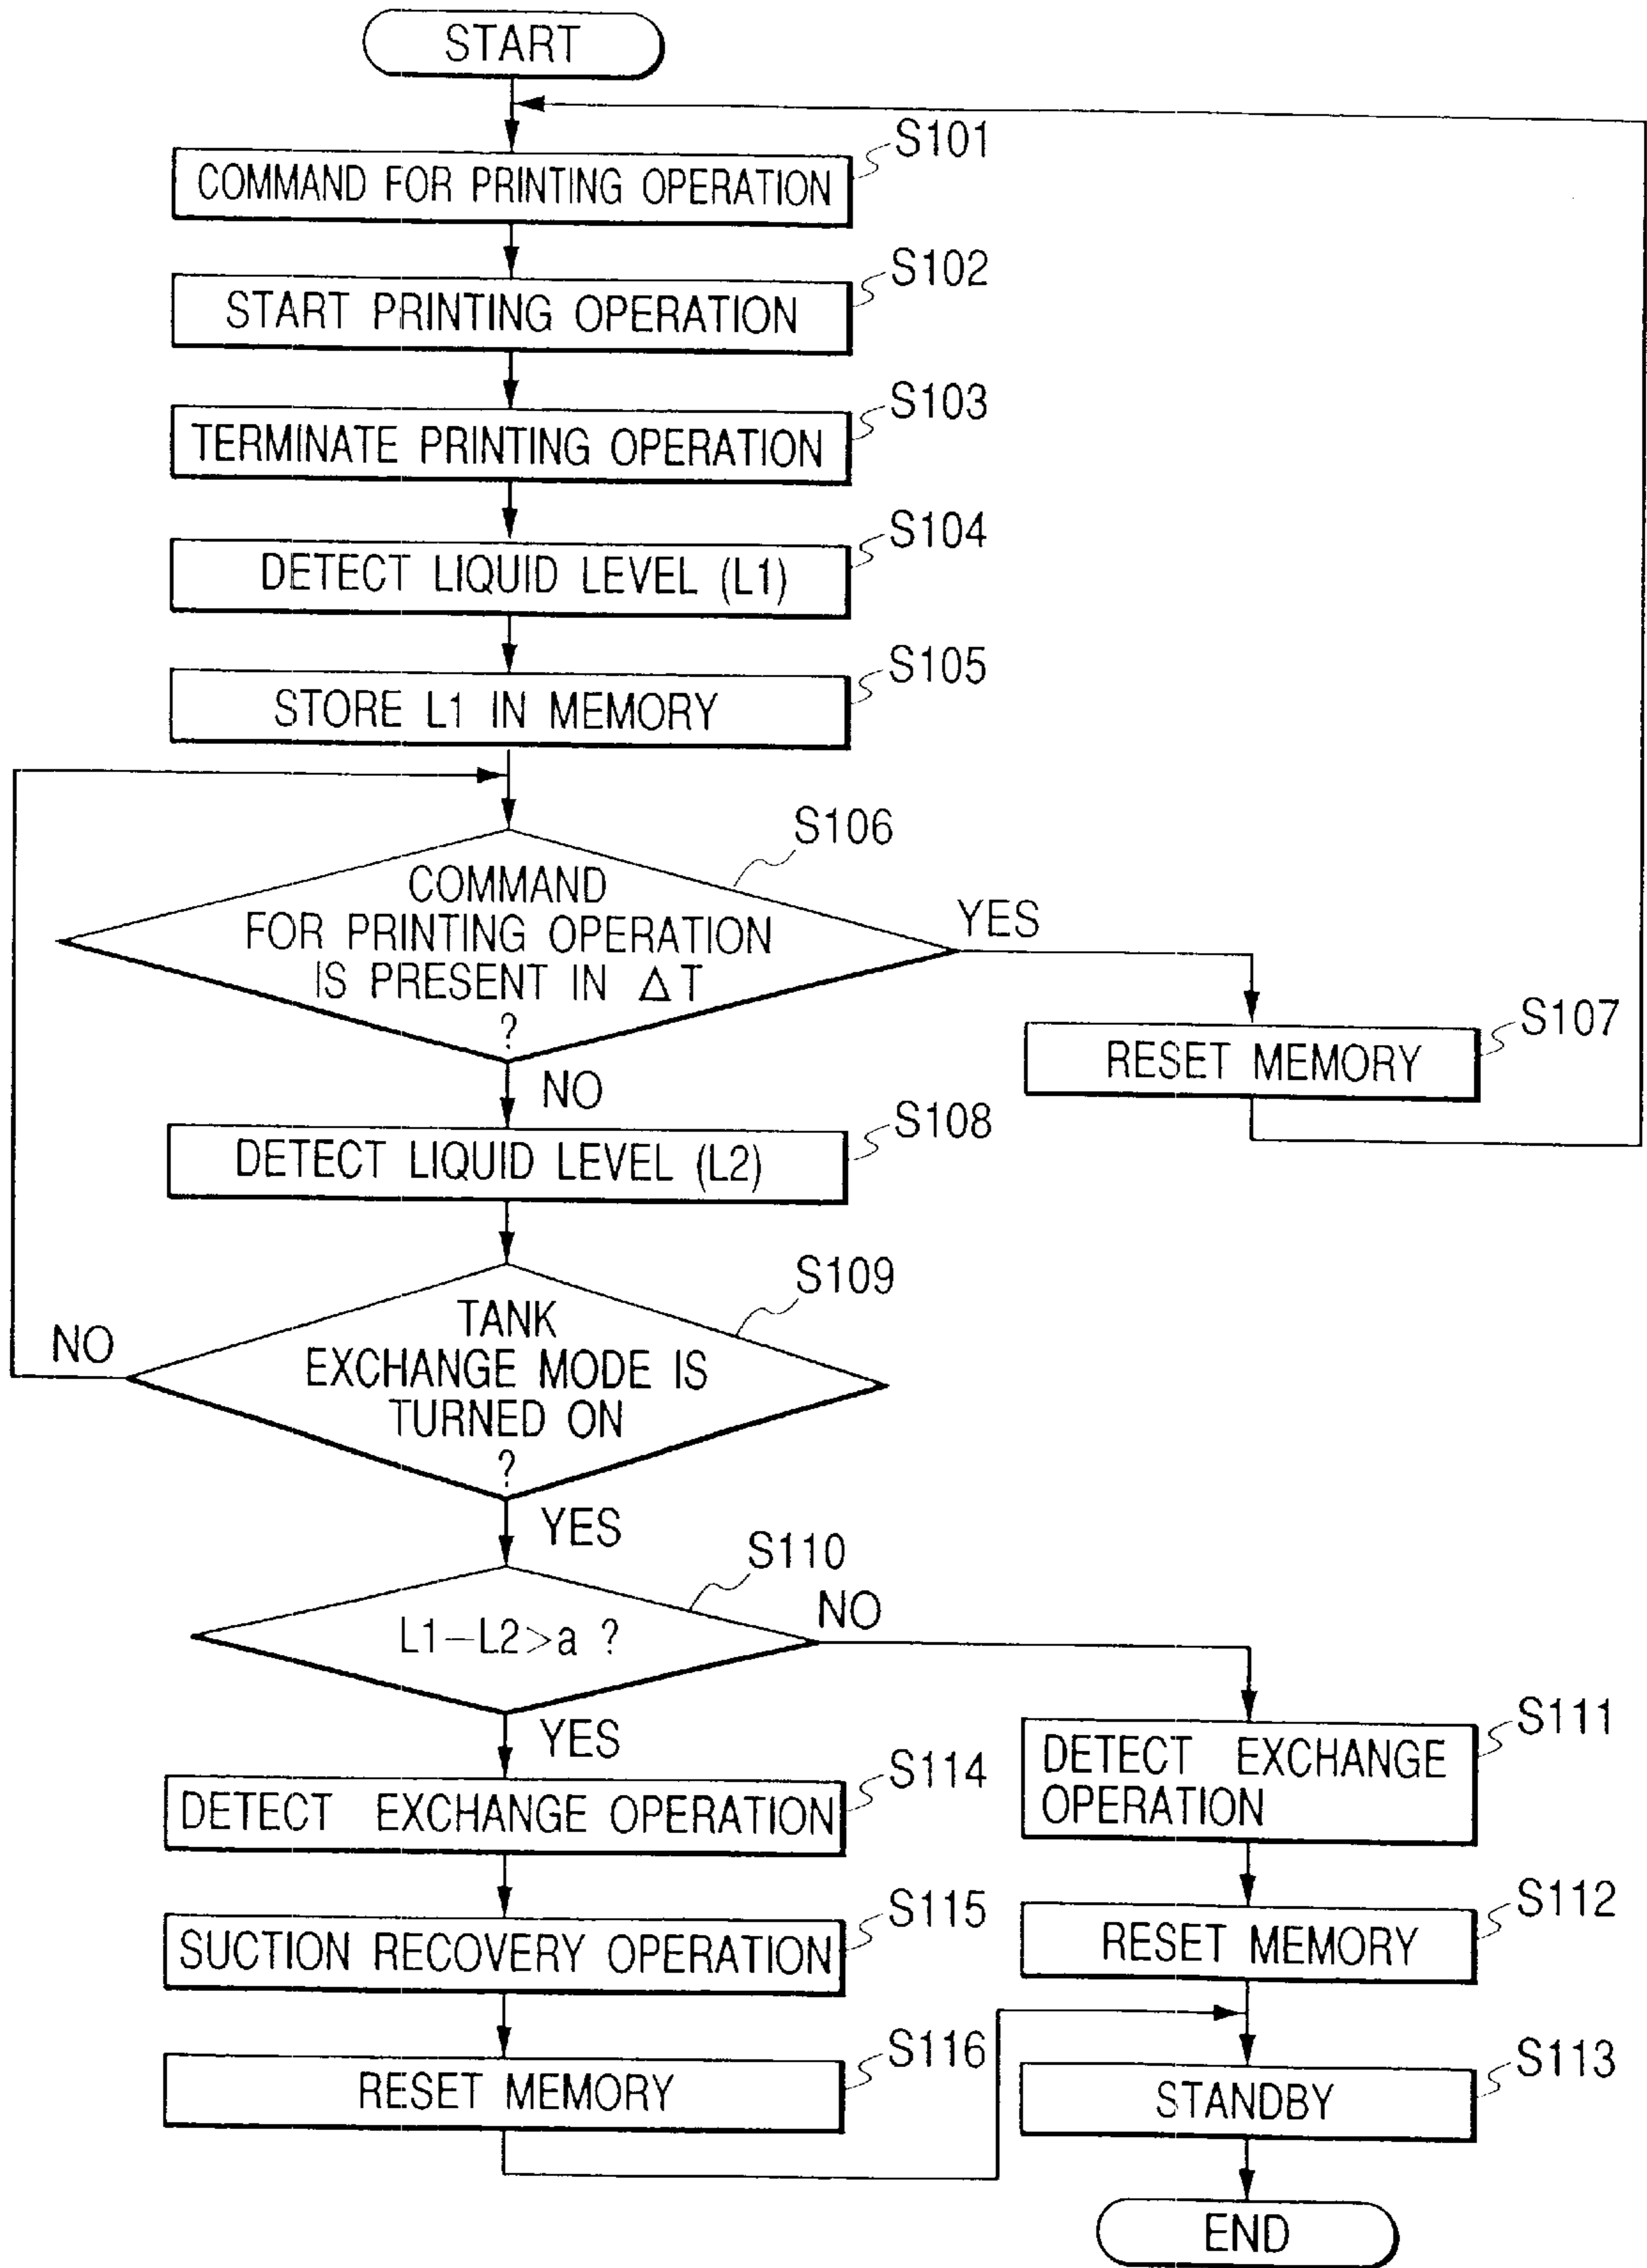 START
S101
COMMAND FOR PRINTING OPERATION
S102
START PRINTING OPERATION
S103
TERMINATE PRINTING OPERATION
S104
DETECT LIQUID LEVEL (L1)
S105
STORE L1 IN MEMORY
S106
COMMAND
FOR PRINTING OPERATION
IS PRESENT IN ΔT
?
YES
NO
S107
RESET MEMORY
S108
DETECT LIQUID LEVEL (L2)
S109
TANK
EXCHANGE MODE IS
TURNED ON
?
NO
YES
S110
L1-L2>a ?
NO
YES
S111
DETECT EXCHANGE
OPERATION
S114
DETECT EXCHANGE OPERATION
S112
RESET MEMORY
S115
SUCTION RECOVERY OPERATION
S116
RESET MEMORY
S113
STANDBY
END